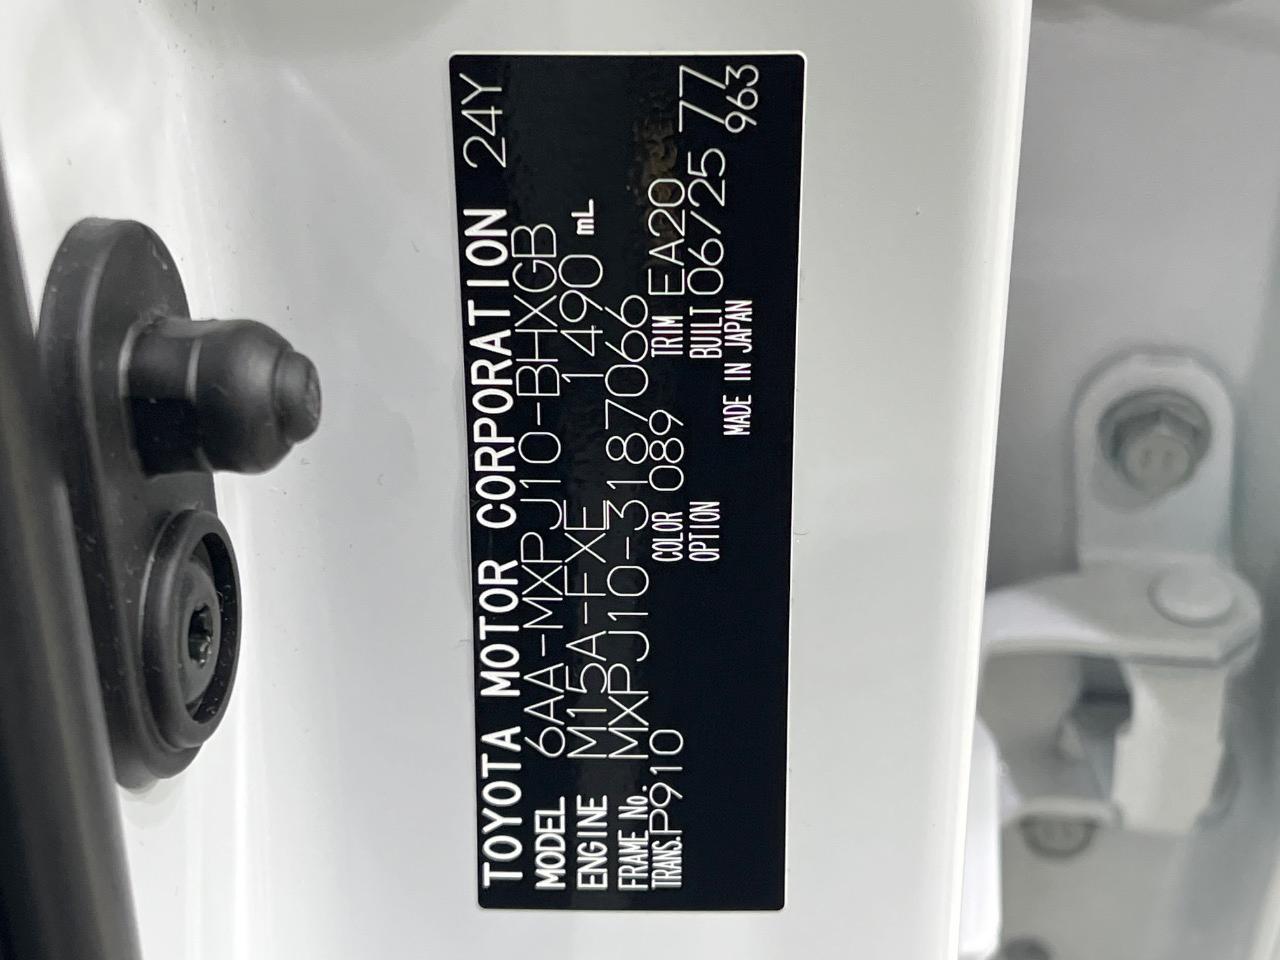 TOYOTA MOTOR CORPORATION 24Y
MODEL 6AA-MXPJ10-BHXGB
ENGINE M15A-FXE 1490 mL
FRAME No. MXPJ10-3187066
TRANS. P910 COLOR 089 TRIM EA20 77
OPTION BUILT 06/25 963
MADE IN JAPAN